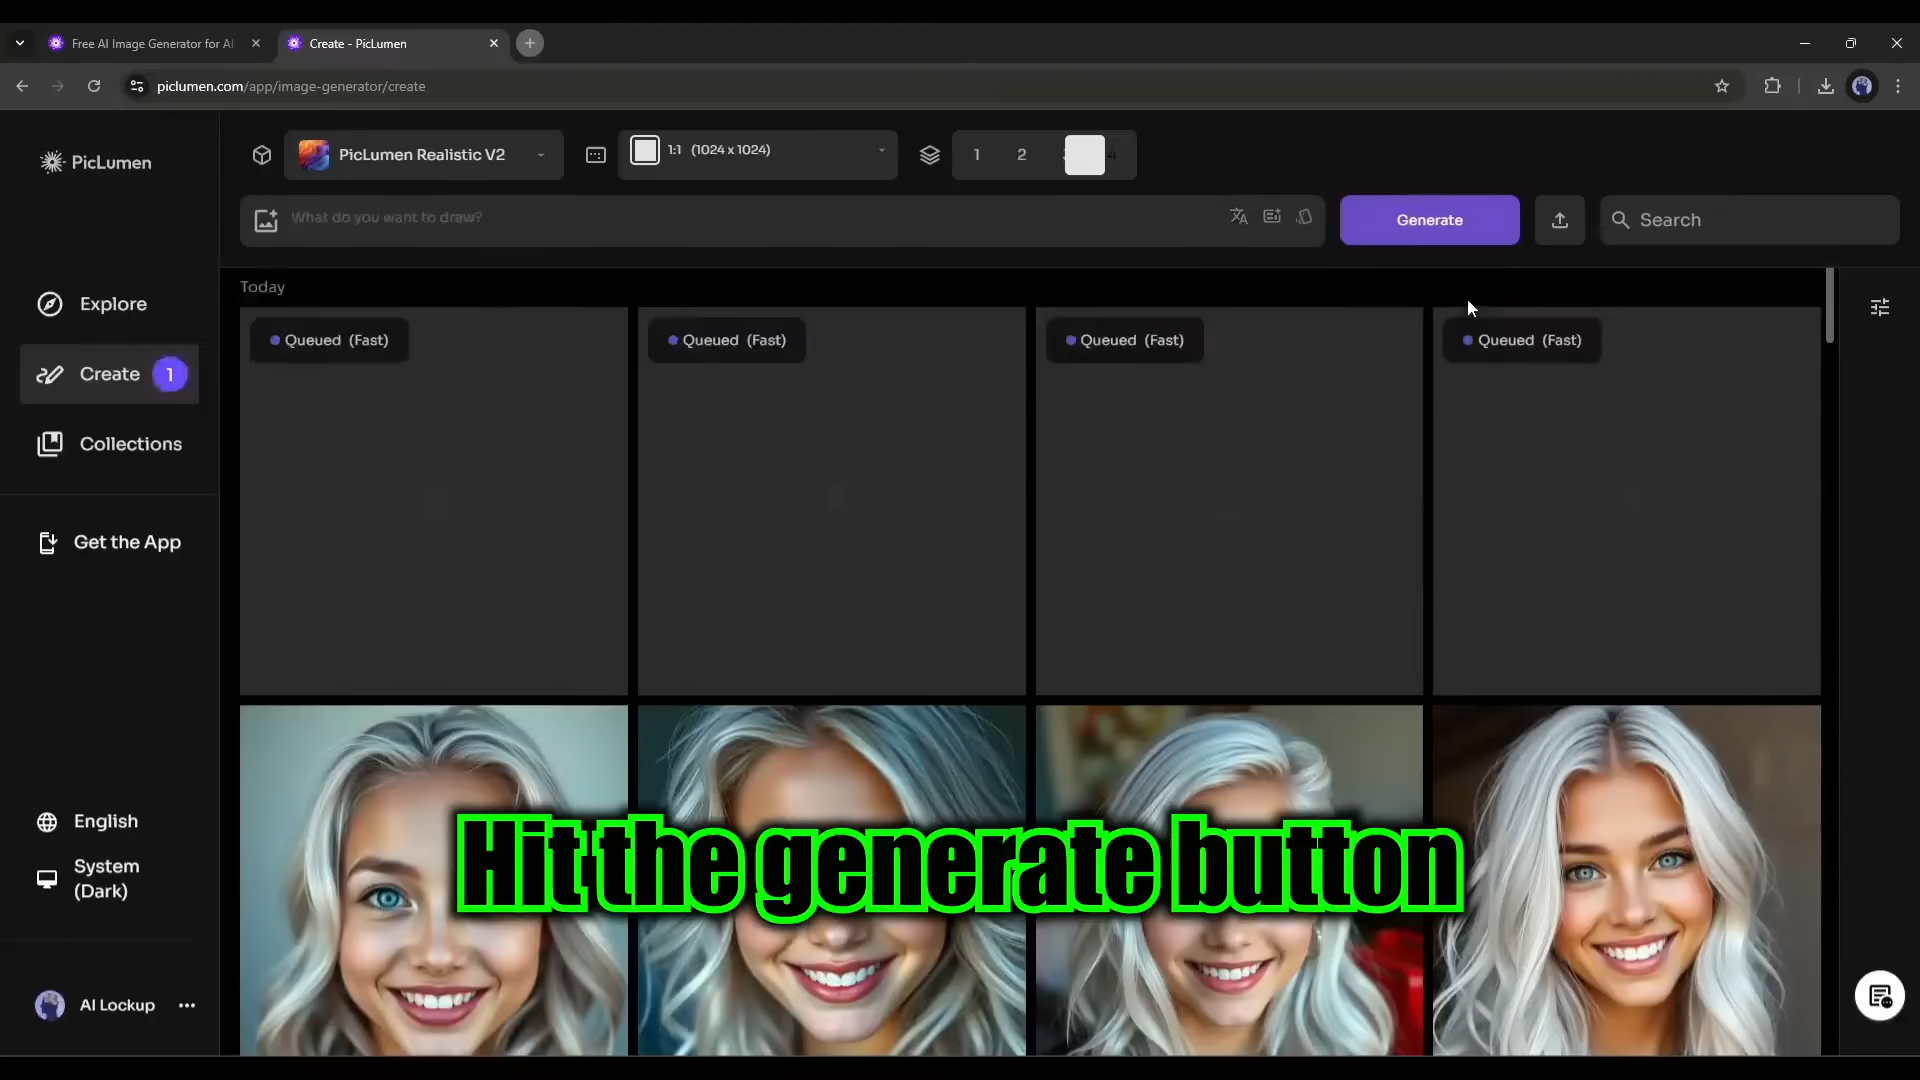 Free AI Image Generator for AI
Create - PicLumen
piclumen.com/app/image-generator/create
PicLumen
PicLumen Realistic V2
1:1 (1024 x 1024)
1
2
4
What do you want to draw?
Generate
Search
Today
Explore
Create
1
Collections
Get the App
Queued (Fast)
Queued (Fast)
Queued (Fast)
Queued (Fast)
Hit the generate button
English
System
(Dark)
AI Lockup